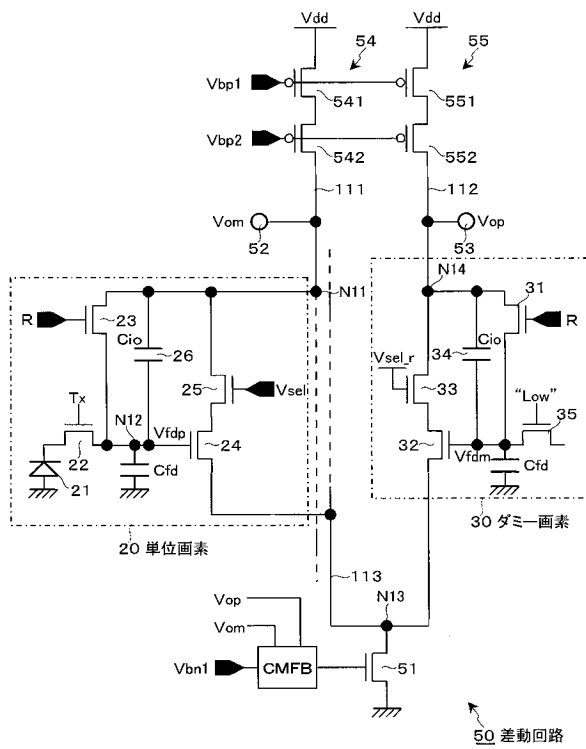 Vdd
Vdd
54
55
Vbp1
541
551
Vbp2
542
552
111
112
Vom
52
Vop
53
N11
N14
31
R
23
Cio
26
Cio
34
R
25
Vsel
Vsel_r
33
"Low"
Tx
N12
Vfdp
24
32
Vfdm
35
22
21
Cfd
Cfd
20 単位画素
30 ダミー画素
113
N13
Vop
Vom
Vbn1
CMFB
51
50 差動回路